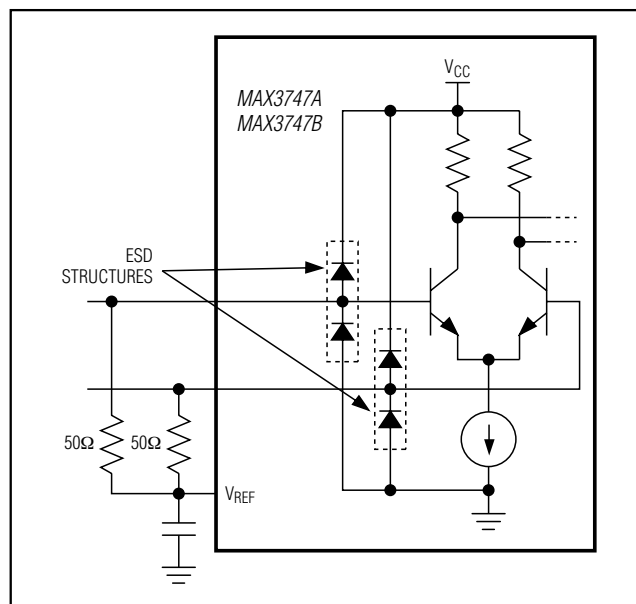 MAX3747A
MAX3747B
VCC
ESD
STRUCTURES
50Ω
50Ω
VREF